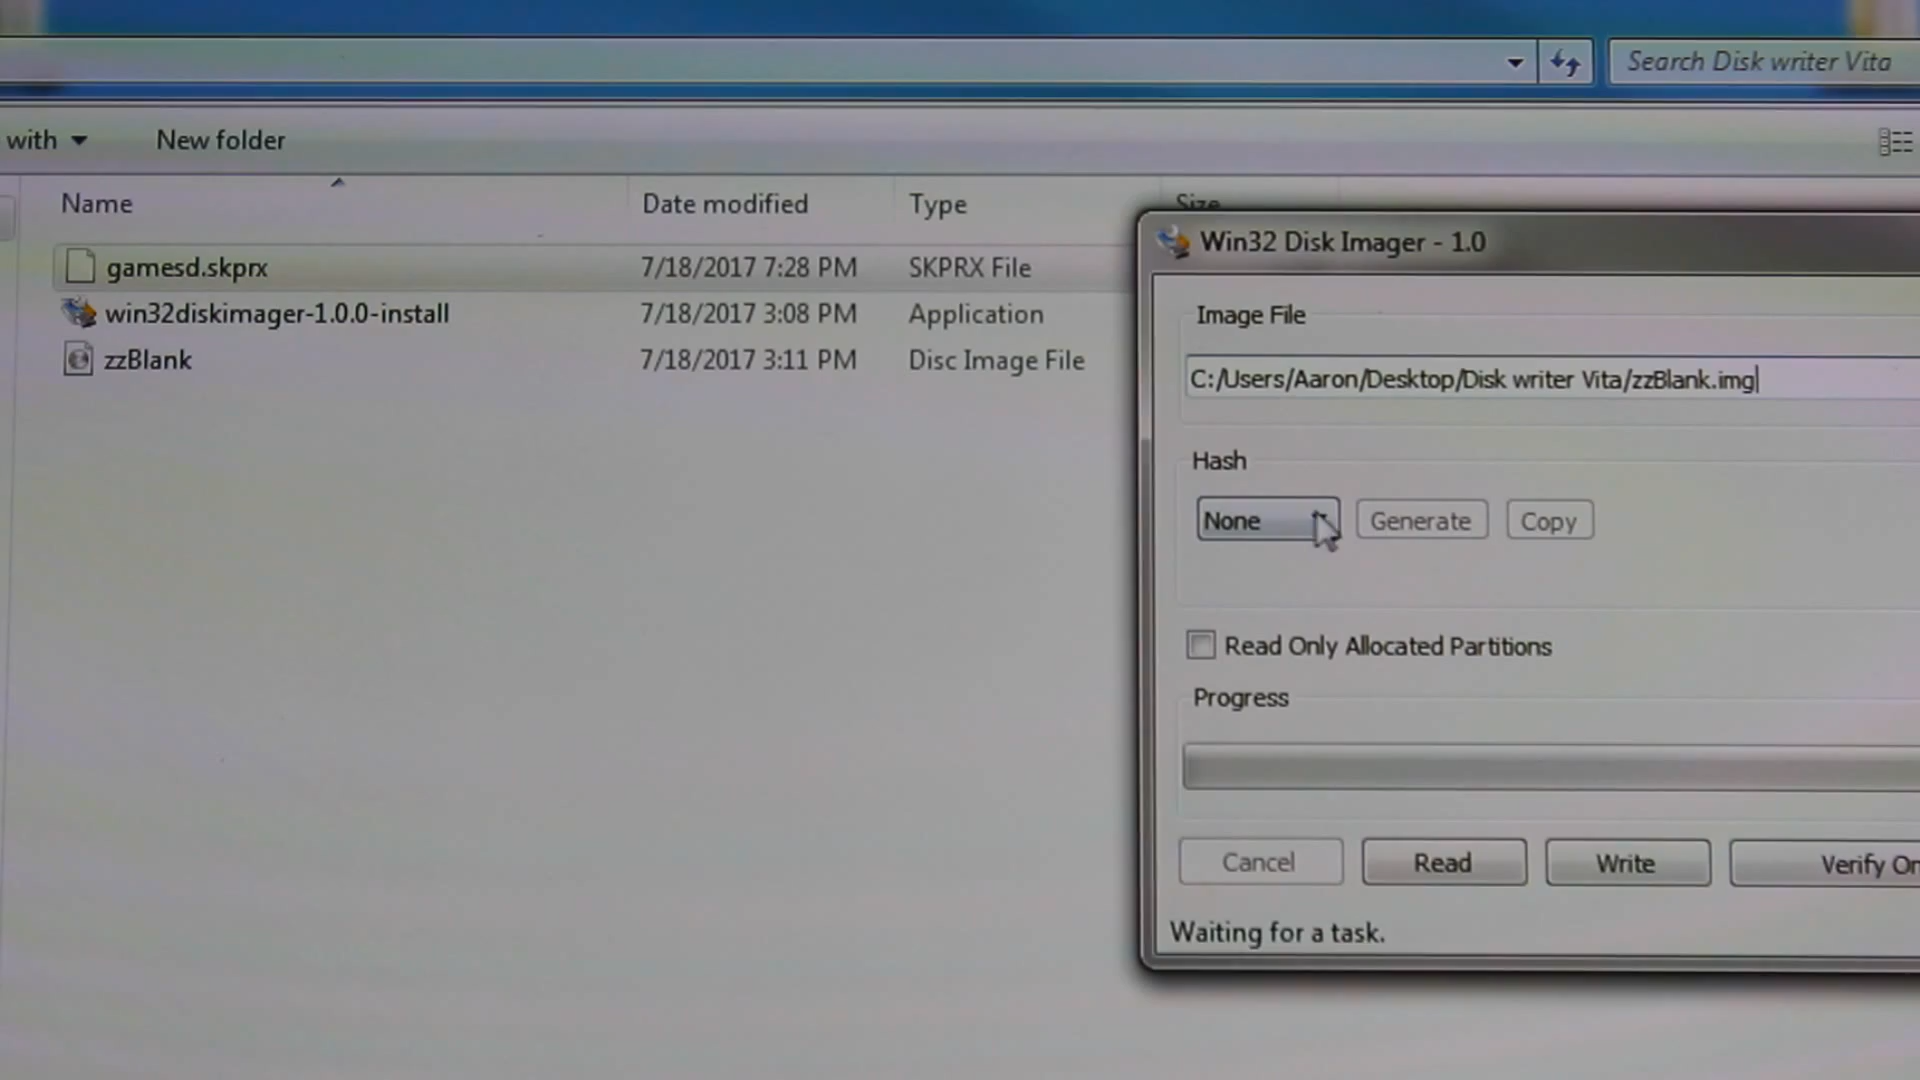 Search Disk writer Vita
with New folder
Name Date modified Type Size
gamesd.skprx 7/18/2017 7:28 PM SKPRX File
win32diskimager-1.0.0-install 7/18/2017 3:08 PM Application
zzBlank 7/18/2017 3:11 PM Disc Image File
Win32 Disk Imager - 1.0
Image File
C:/Users/Aaron/Desktop/Disk writer Vita/zzBlank.img
Hash
None Generate Copy
Read Only Allocated Partitions
Progress
Cancel Read Write Verify On
Waiting for a task.